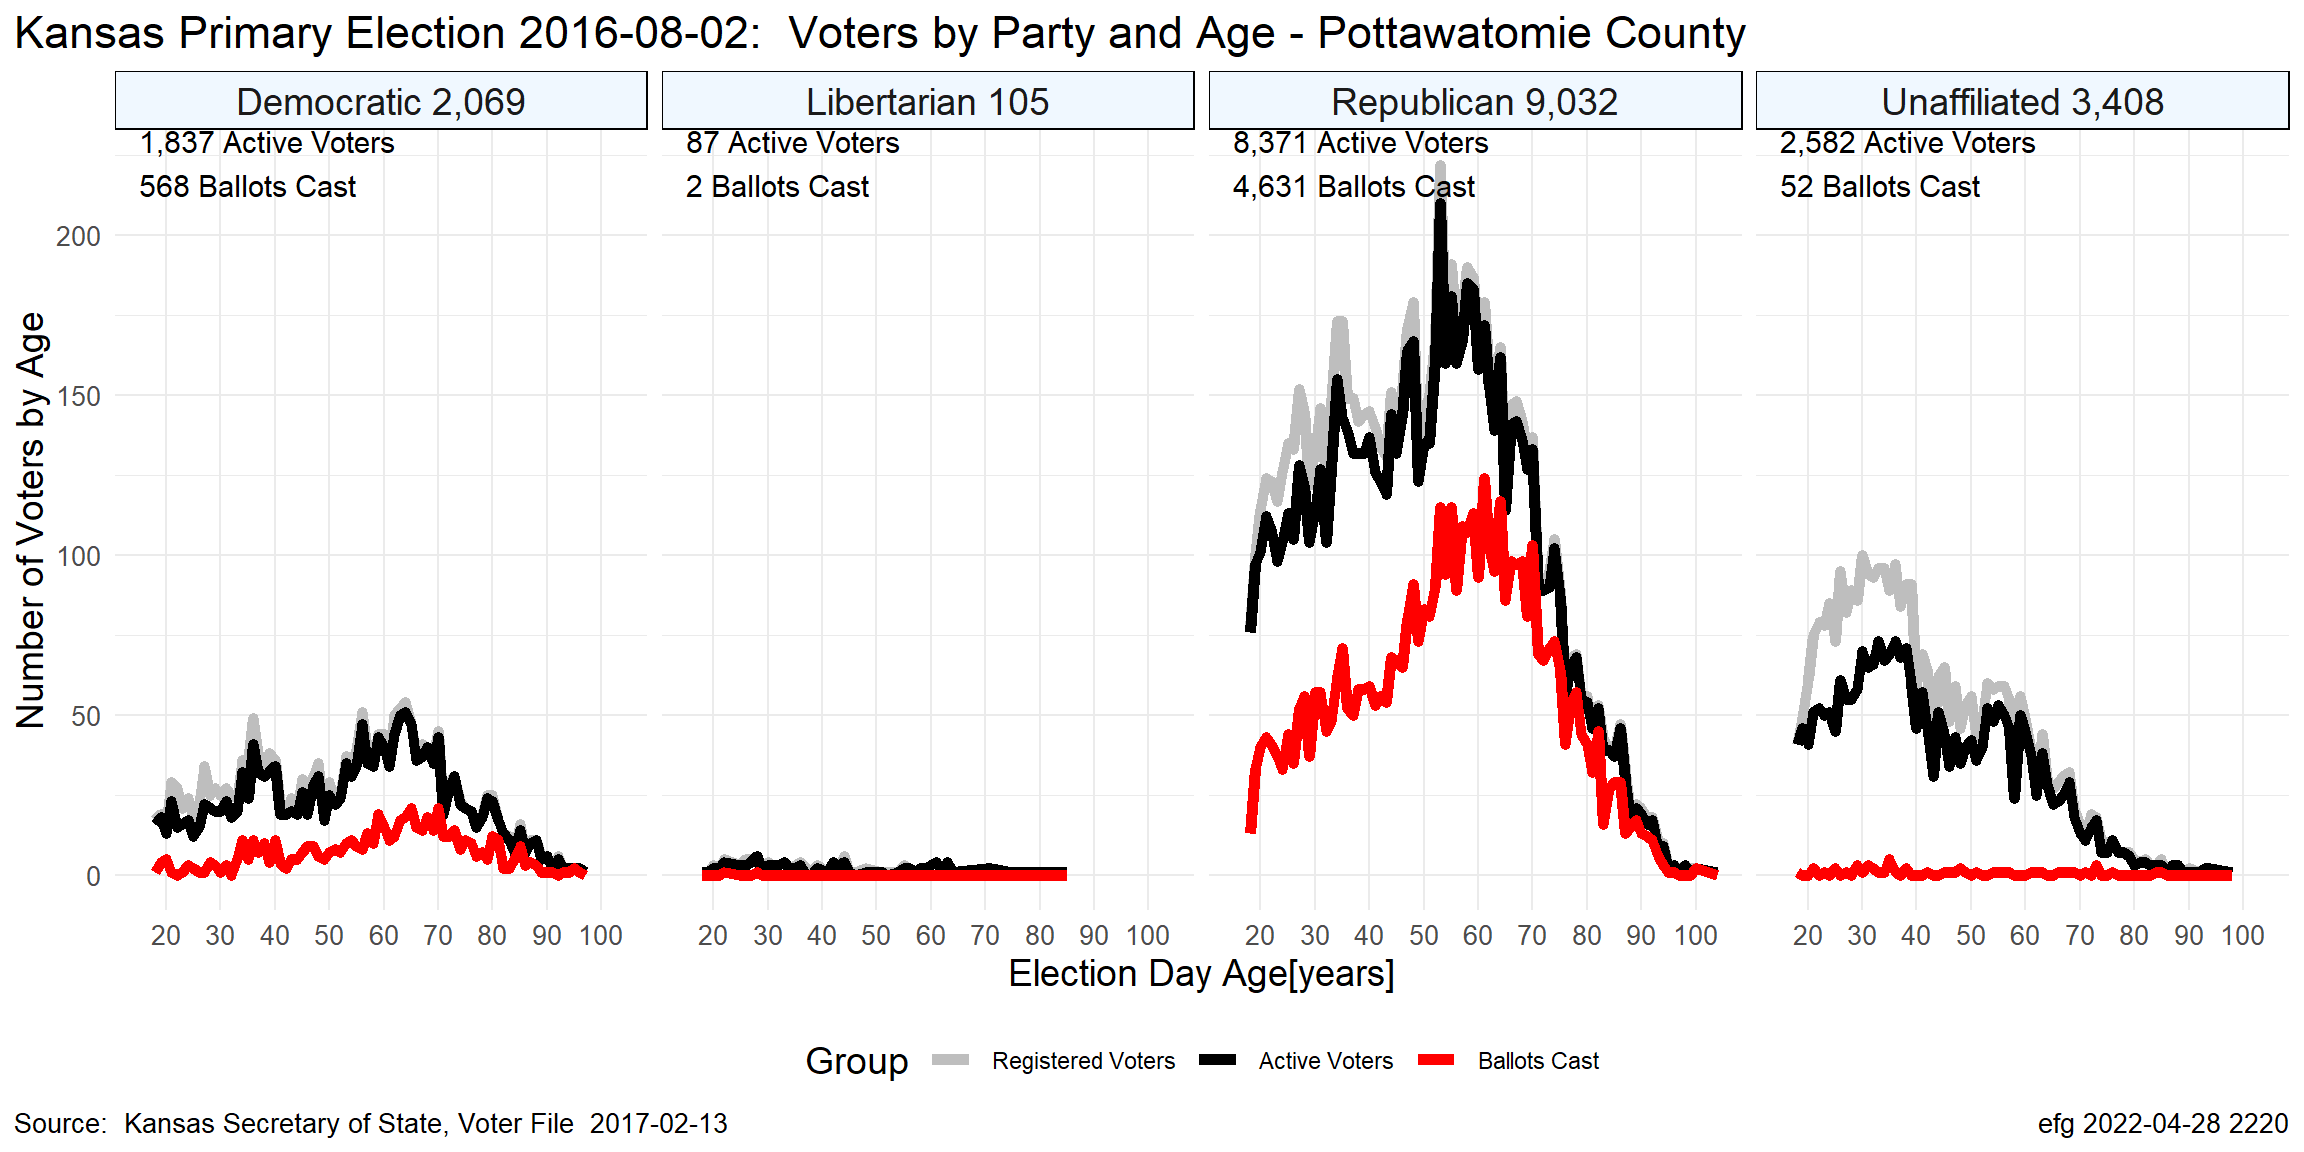 Kansas Primary Election 2016-08-02:  Voters by Party and Age - Pottawatomie County
Democratic 2,069
Libertarian 105
Republican 9,032
Unaffiliated 3,408
1,837 Active Voters
568 Ballots Cast
87 Active Voters
2 Ballots Cast
8,371 Active Voters
4,631 Ballots Cast
2,582 Active Voters
52 Ballots Cast
Number of Voters by Age
200
150
100
50
0
20 30 40 50 60 70 80 90 100
20 30 40 50 60 70 80 90 100
20 30 40 50 60 70 80 90 100
20 30 40 50 60 70 80 90 100
Election Day Age[years]
Group Registered Voters Active Voters Ballots Cast
Source:  Kansas Secretary of State, Voter File  2017-02-13
efg 2022-04-28 2220